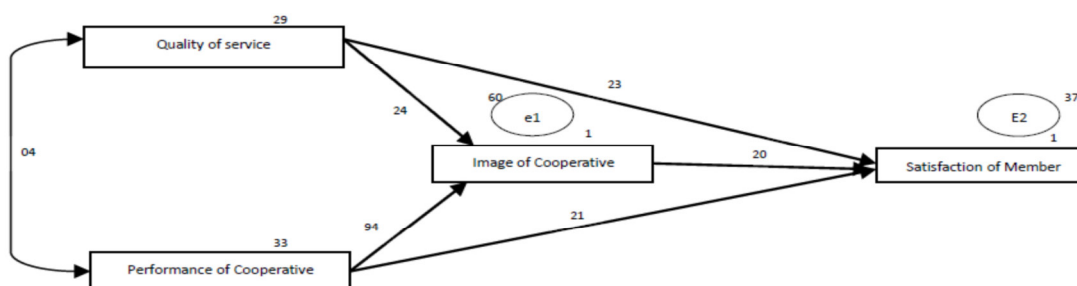 29
Quality of service
23
60
37
24
e1
E2
1
1
04
Image of Cooperative
20
Satisfaction of Member
21
94
33
Performance of Cooperative